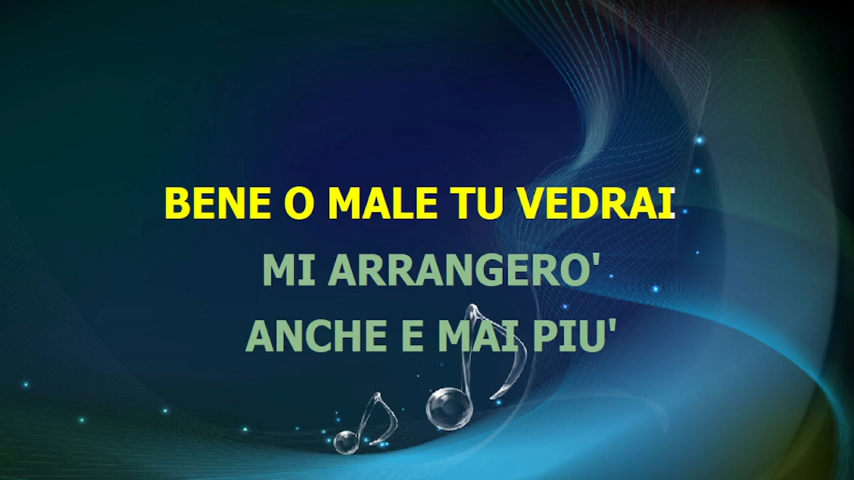 BENE O MALE TU VEDRAI
MI ARRANGERO'
ANCHE E MAI PIU'